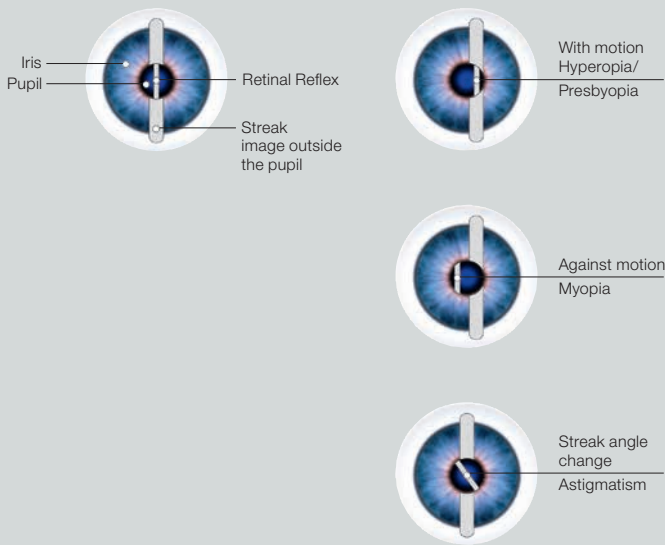 Iris
Pupil
Retinal Reflex
Streak
image outside
the pupil
With motion
Hyperopia/
Presbyopia
Against motion
Myopia
Streak angle
change
Astigmatism